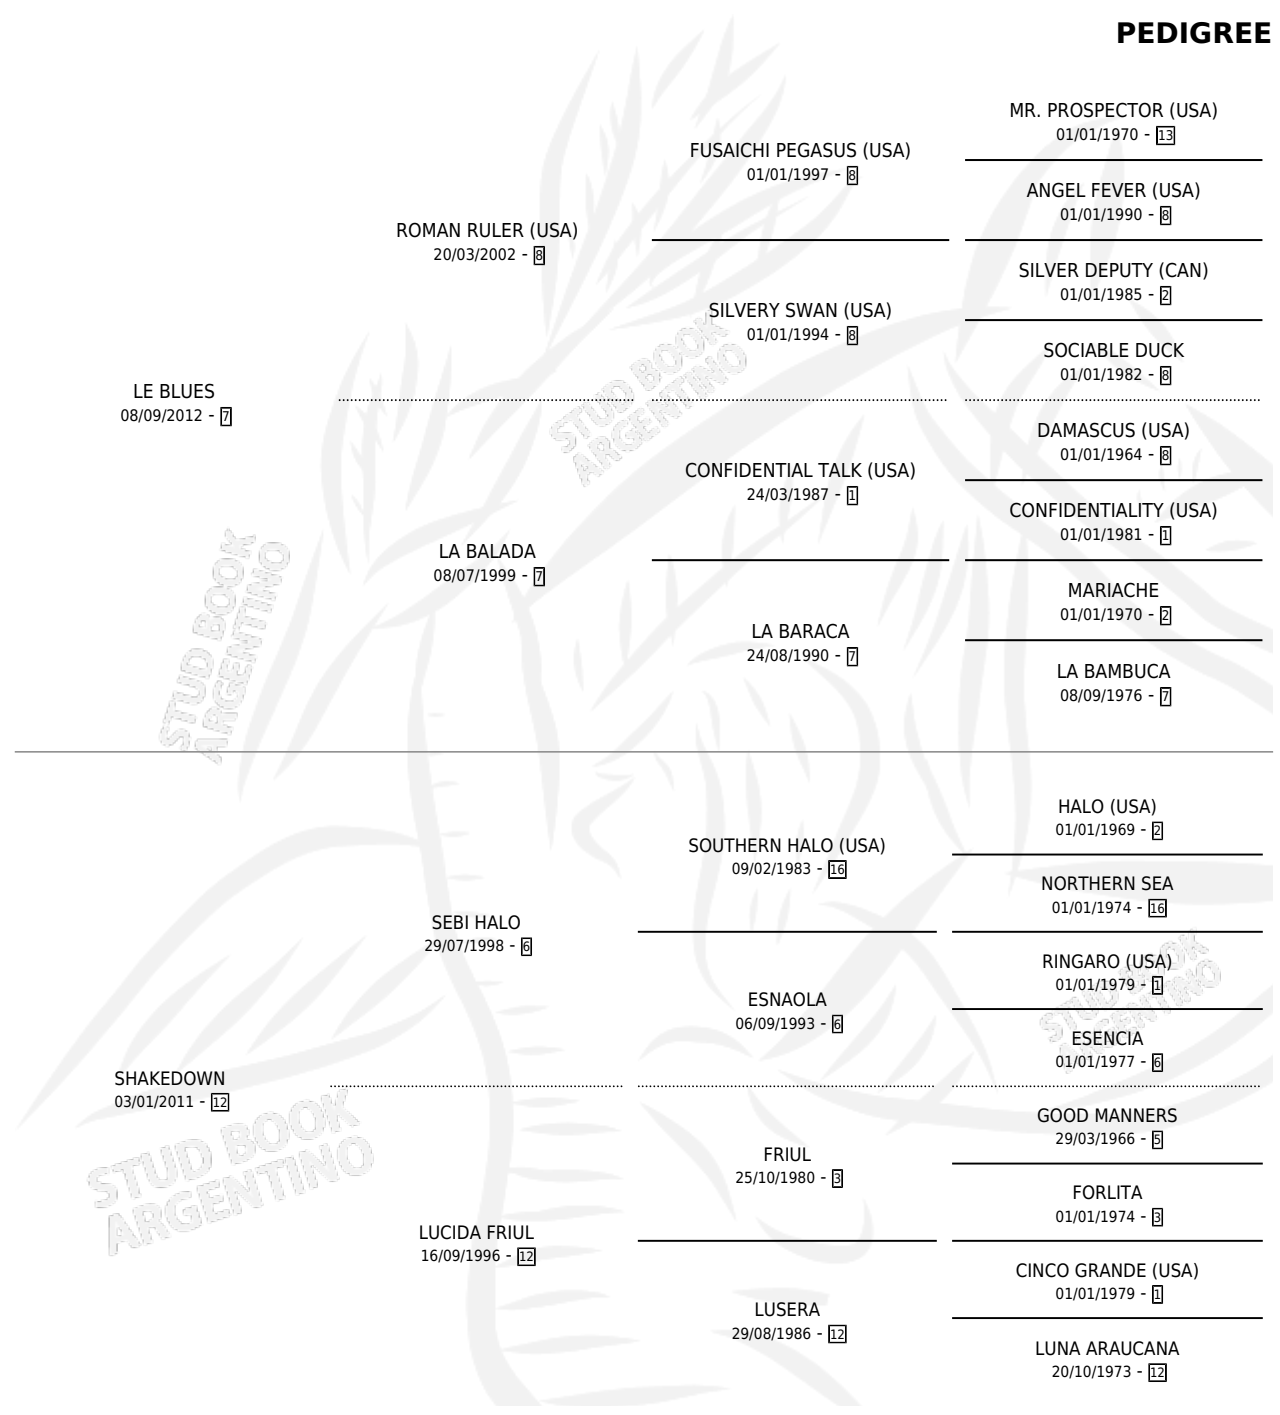 PEDIGREE
MR. PROSPECTOR (USA)
01/01/1970 - 13
FUSAICHI PEGASUS (USA)
01/01/1997 - 8
ANGEL FEVER (USA)
01/01/1990 - 8
ROMAN RULER (USA)
20/03/2002 - 8
SILVER DEPUTY (CAN)
01/01/1985 - 2
SILVERY SWAN (USA)
01/01/1994 - 8
SOCIABLE DUCK
01/01/1982 - 8
LE BLUES
08/09/2012 - 7
DAMASCUS (USA)
01/01/1964 - 8
CONFIDENTIAL TALK (USA)
24/03/1987 - 1
CONFIDENTIALITY (USA)
01/01/1981 - 1
LA BALADA
08/07/1999 - 7
MARIACHE
01/01/1970 - 2
LA BARACA
24/08/1990 - 7
LA BAMBUCA
08/09/1976 - 7
HALO (USA)
01/01/1969 - 2
SOUTHERN HALO (USA)
09/02/1983 - 16
NORTHERN SEA
01/01/1974 - 16
SEBI HALO
29/07/1998 - 6
RINGARO (USA)
01/01/1979 - 1
ESNAOLA
06/09/1993 - 6
ESENCIA
01/01/1977 - 6
SHAKEDOWN
03/01/2011 - 12
GOOD MANNERS
29/03/1966 - 5
FRIUL
25/10/1980 - 3
FORLITA
01/01/1974 - 3
LUCIDA FRIUL
16/09/1996 - 12
CINCO GRANDE (USA)
01/01/1979 - 1
LUSERA
29/08/1986 - 12
LUNA ARAUCANA
20/10/1973 - 12
STUD BOOK
ARGENTINO
STUD BOOK
ARGENTINO
STUD BOOK
ARGENTINO
STUD BOOK
ARGENTINO